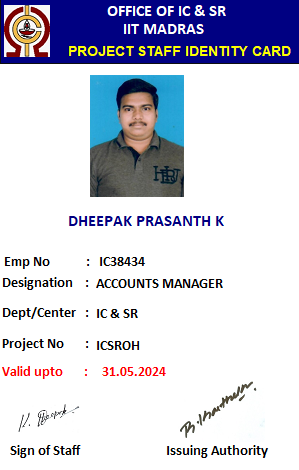 OFFICE OF IC & SR
IIT MADRAS
PROJECT STAFF IDENTITY CARD
DHEEPAK PRASANTH K
Emp No : IC38434
Designation : ACCOUNTS MANAGER
Dept/Center : IC & SR
Project No : ICSROH
Valid upto : 31.05.2024
Sign of Staff Issuing Authority